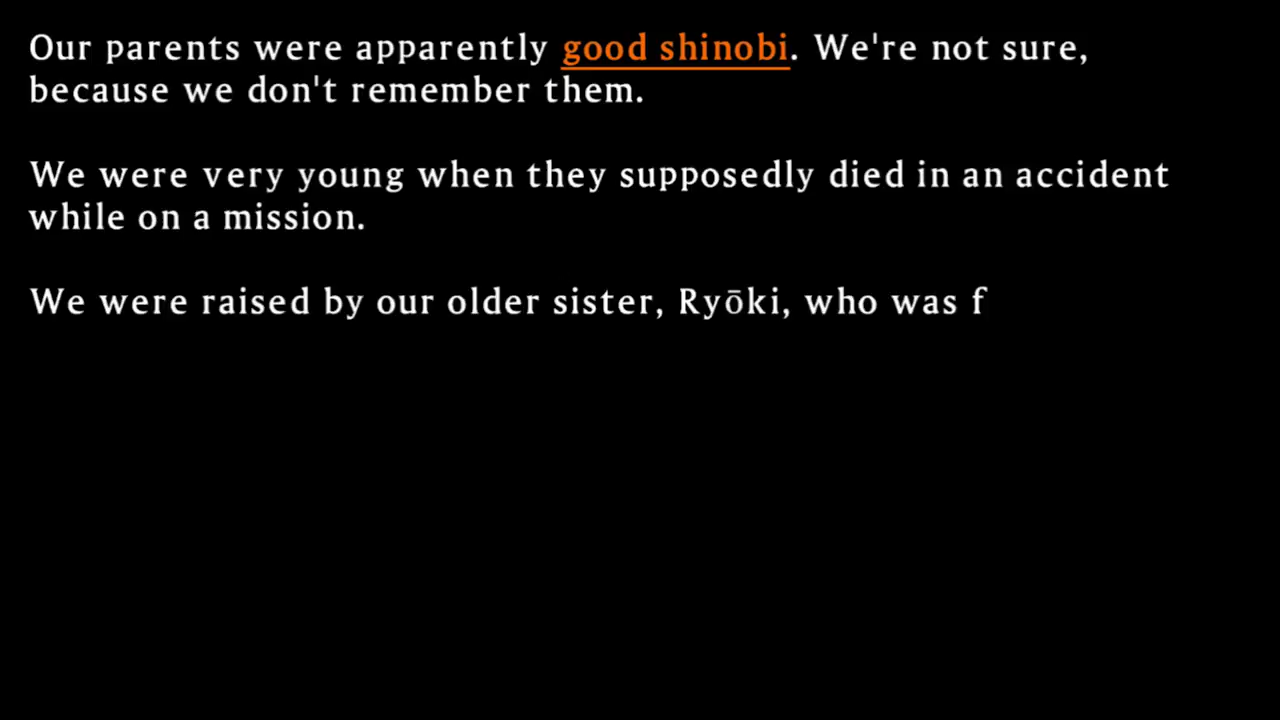 Our parents were apparently good shinobi. We're not sure,
because we don't remember them.
We were very young when they supposedly died in an accident
while on a mission.
We were raised by our older sister, Ryōki, who was f